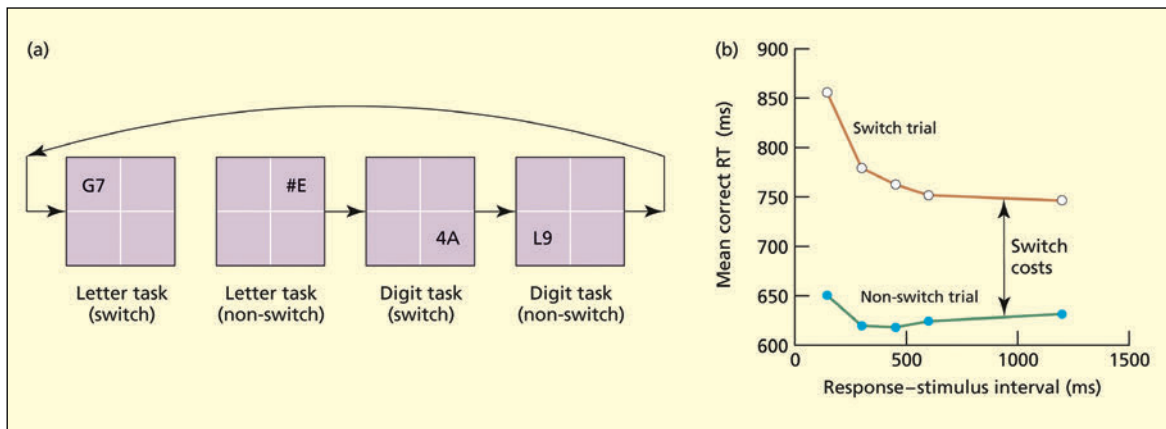 (a)
G7
#E
4A
L9
Letter task
(switch)
Letter task
(non-switch)
Digit task
(switch)
Digit task
(non-switch)
(b)
Mean correct RT (ms)
900
850
800
750
700
650
600
Switch trial
Non-switch trial
Switch
costs
0
500
1000
1500
Response–stimulus interval (ms)